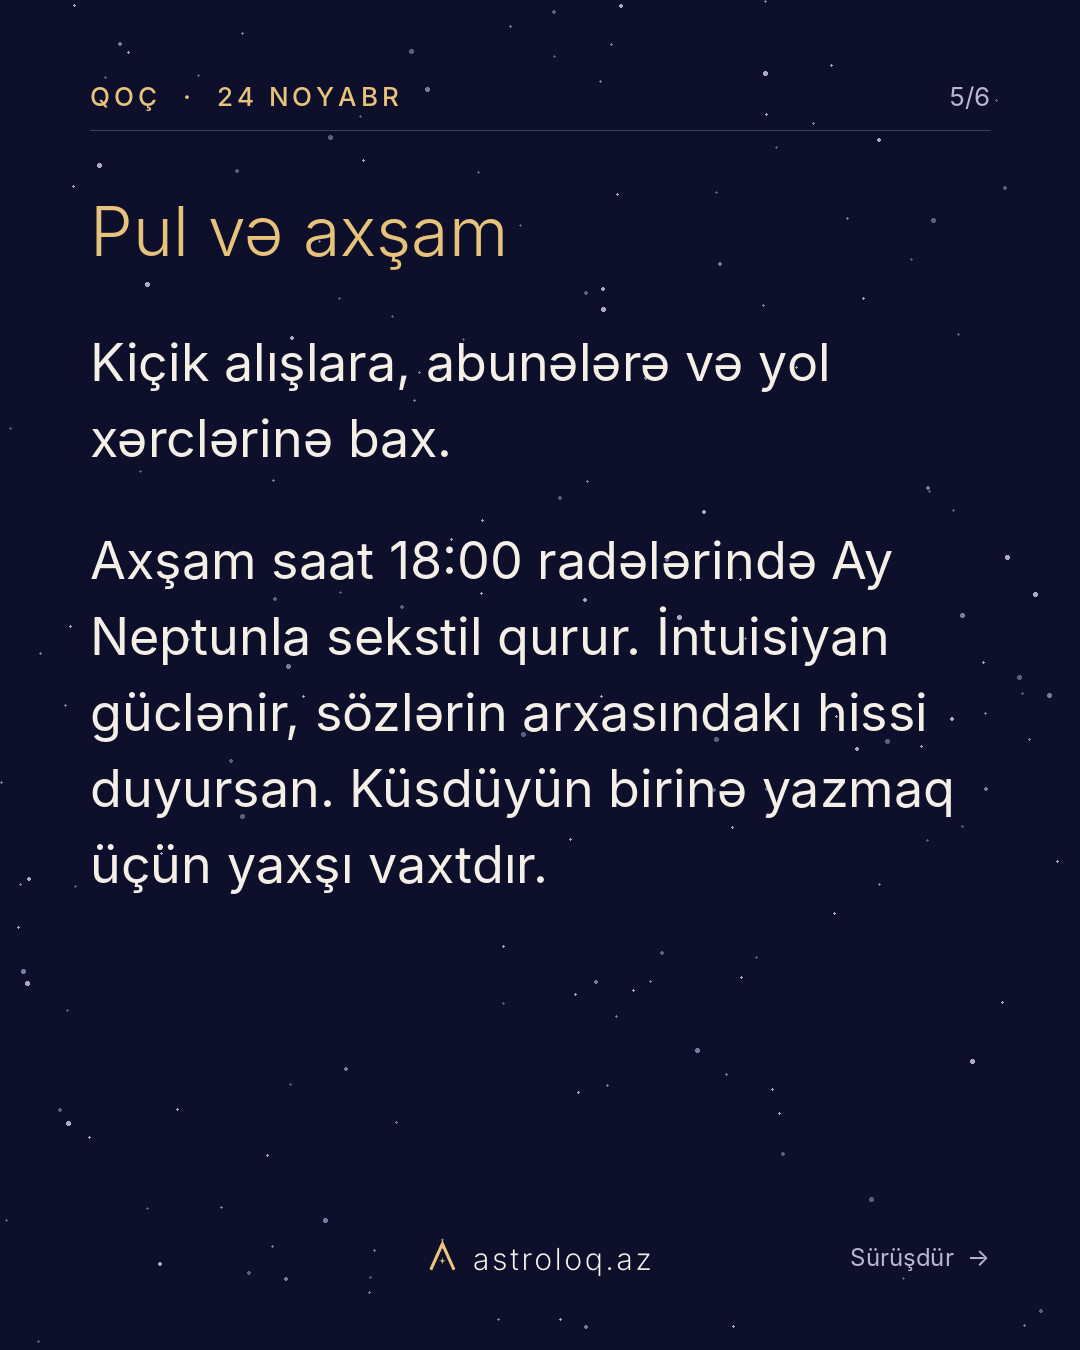 QOÇ · 24 NOYABR
5/6
Pul və axşam
Kiçik alışlara, abunələrə və yol
xərclərinə bax.
Axşam saat 18:00 radələrində Ay
Neptunla sekstil qurur. İntuisiyan
güclənir, sözlərin arxasındakı hissi
duyursan. Küsdüyün birinə yazmaq
üçün yaxşı vaxtdır.
astroloq.az
Sürüşdür →